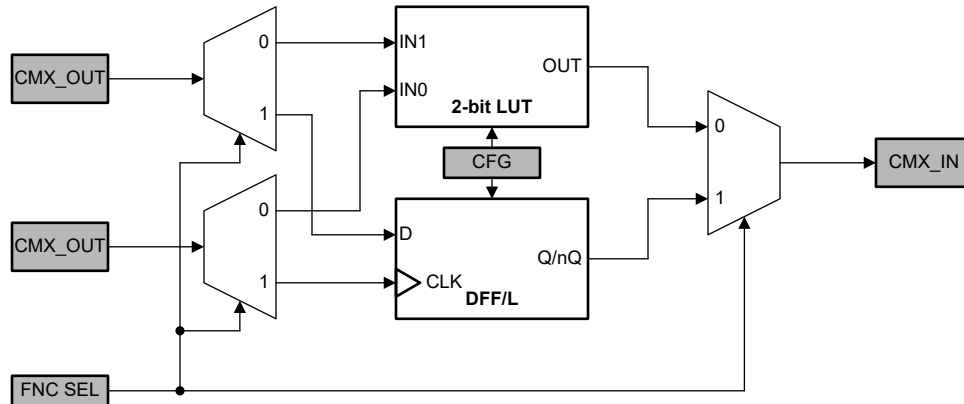 CMX_OUT
0
1
IN1
IN0
OUT
2-bit LUT
0
1
CMX_IN
CFG
CMX_OUT
0
1
D
CLK
Q/nQ
DFF/L
FNC SEL